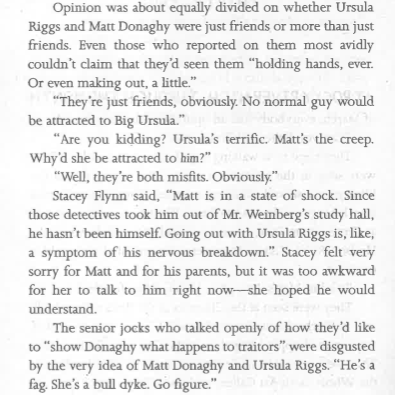 Opinion was about equally divided on whether Ursula
Riggs and Matt Donaghy were just friends or more than just
friends. Even those who reported on them most avidly
couldn't claim that they'd seen them "holding hands, ever.
Or even making out, a little."
"They're just friends, obviously. No normal guy would
be attracted to Big Ursula."
"Are you kidding? Ursula's terrific. Matt's the creep.
Why'd she be attracted to him?"
"Well, they're both misfits. Obviously."
Stacey Flynn said, "Matt is in a state of shock. Since
those detectives took him out of Mr. Weinberg's study hall,
he hasn't been himself. Going out with Ursula Riggs is, like,
a symptom of his nervous breakdown." Stacey felt very
sorry for Matt and for his parents, but it was too awkward
for her to talk to him right now—she hoped he would
understand.
The senior jocks who talked openly of how they'd like
to "show Donaghy what happens to traitors" were disgusted
by the very idea of Matt Donaghy and Ursula Riggs. "He's a
fag. She's a bull dyke. Go figure."